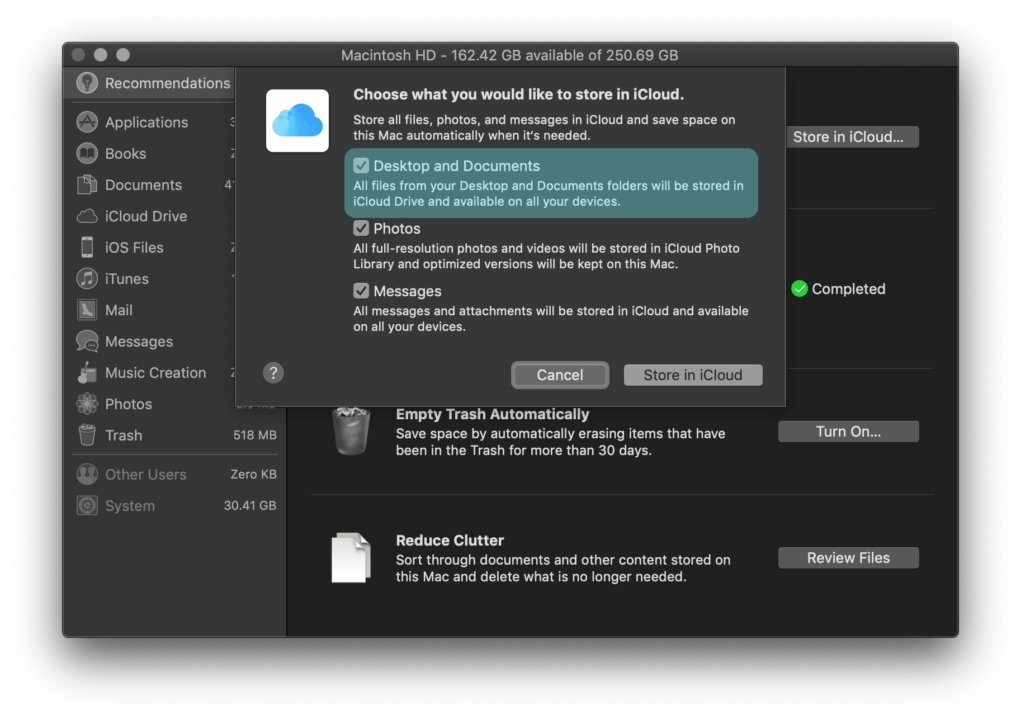 Macintosh HD - 162.42 GB available of 250.69 GB
Recommendations
Applications
Books
Documents
iCloud Drive
iOS Files
iTunes
Mail
Messages
Music Creation
Photos
Trash
518 MB
Other Users
Zero KB
System
30.41 GB
Choose what you would like to store in iCloud.
Store all files, photos, and messages in iCloud and save space on
this Mac automatically when it's needed.
Desktop and Documents
All files from your Desktop and Documents folders will be stored in
iCloud Drive and available on all your devices.
Photos
All full-resolution photos and videos will be stored in iCloud Photo
Library and optimized versions will be kept on this Mac.
Messages
All messages and attachments will be stored in iCloud and available
on all your devices.
?
Cancel
Store in iCloud
Store in iCloud...
Completed
Empty Trash Automatically
Save space by automatically erasing items that have
been in the Trash for more than 30 days.
Turn On...
Reduce Clutter
Sort through documents and other content stored on
this Mac and delete what is no longer needed.
Review Files